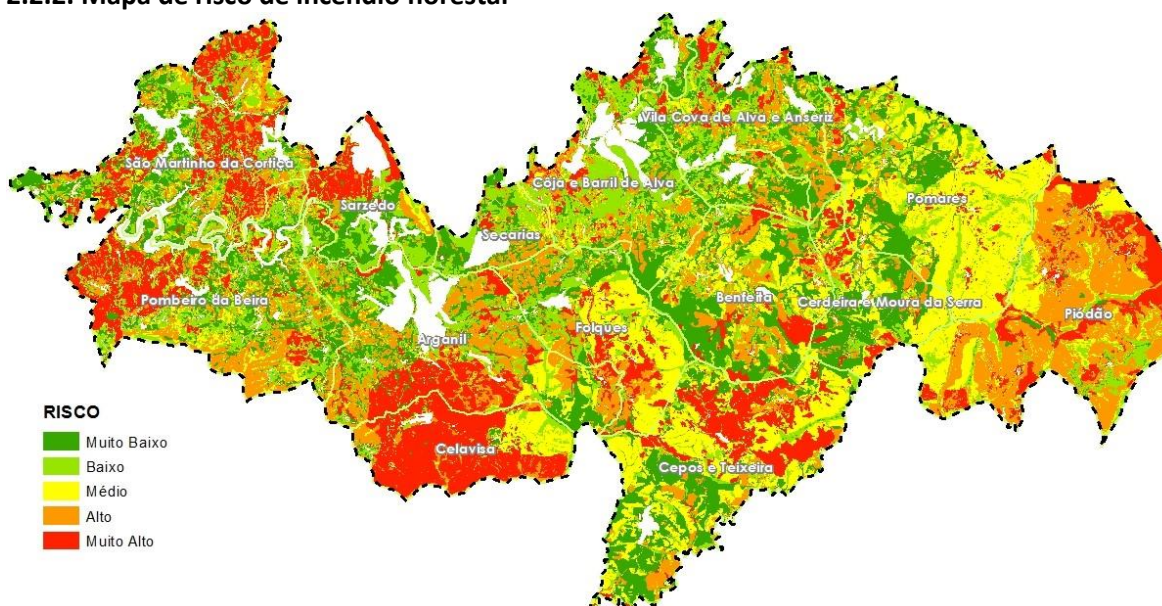 2.2.2. Mapa de risco de incêndio florestal
Vila Cova de Alva e Anseriz
São Martinho da Cortiça
Côja e Barril de Alva
Pomares
Sarzedo
Secarias
Pombeiro da Beira
Benfeita
Cerdeira e Moura da Serra
Piódão
Folques
Arganil
RISCO
Muito Baixo
Baixo
Médio
Alto
Muito Alto
Celavisa
Cepos e Teixeira